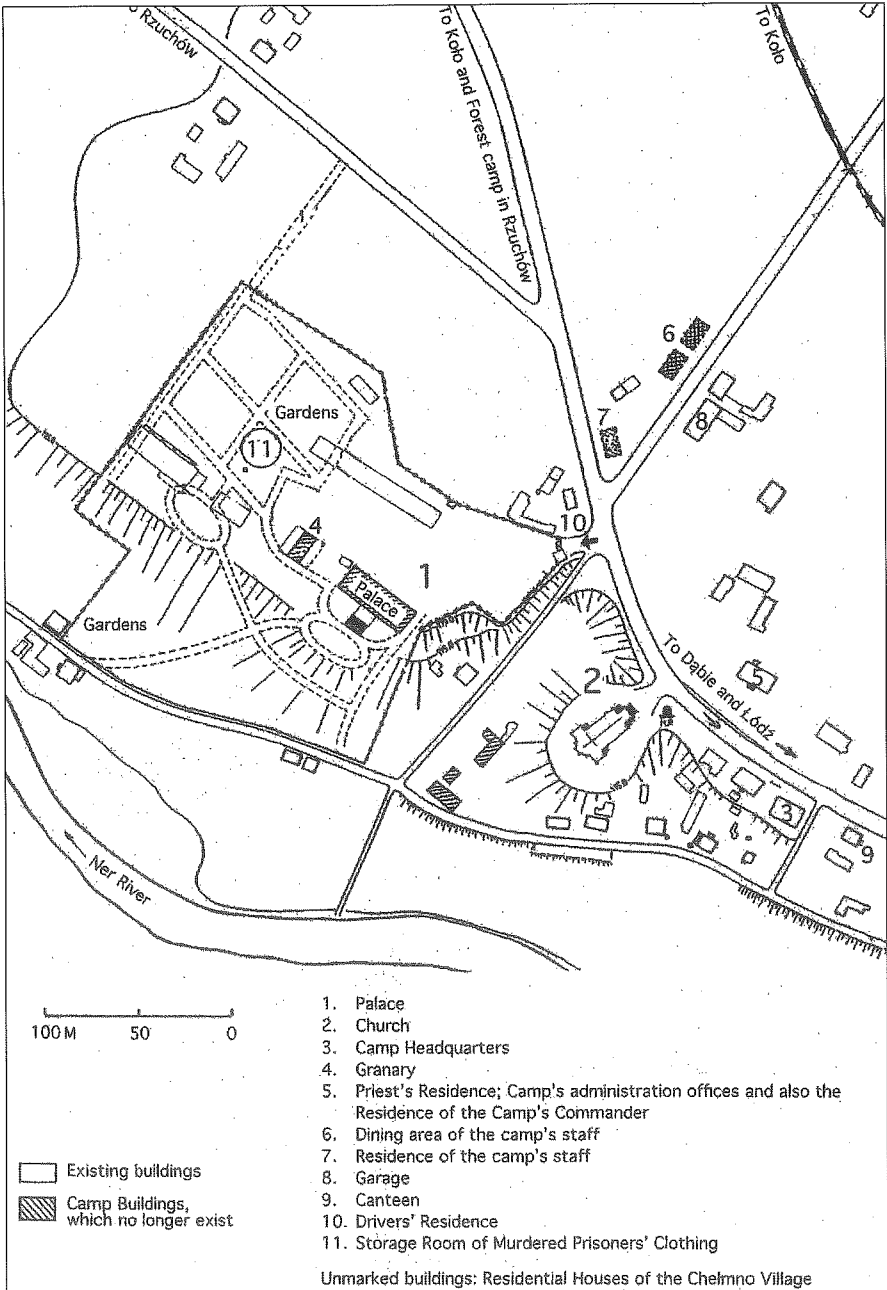 Rzuchów
To Koło and Forest camp in Rzuchów
To Koło
6
7
8
Gardens
11
10
4
1
Palace
Gardens
2
5
To Dąbie and Łódź
3
9
Ner River
100 M 50 0
1. Palace
2. Church
3. Camp Headquarters
4. Granary
5. Priest's Residence; Camp's administration offices and also the
Residence of the Camp's Commander
6. Dining area of the camp's staff
7. Residence of the camp's staff
8. Garage
9. Canteen
10. Drivers' Residence
11. Storage Room of Murdered Prisoners' Clothing
Existing buildings
Camp Buildings,
which no longer exist
Unmarked buildings: Residential Houses of the Chelmno Village